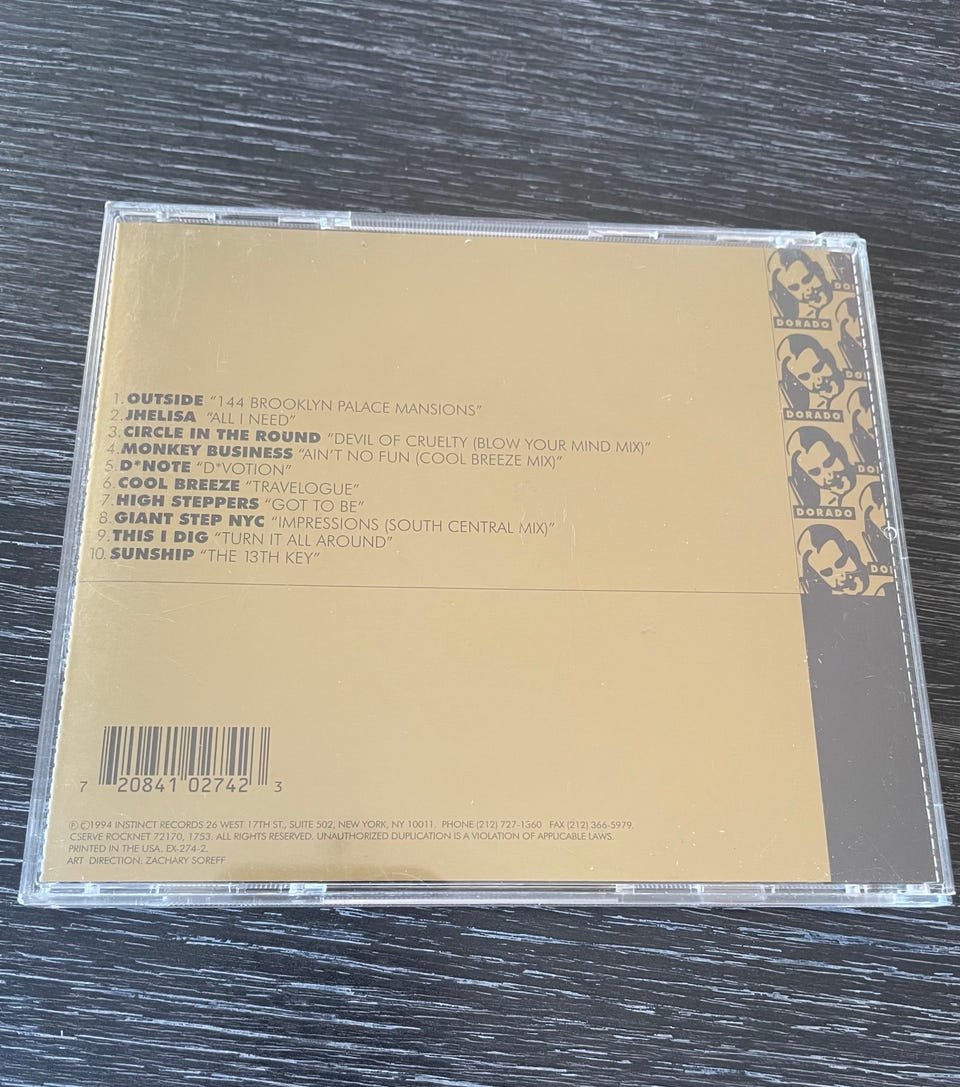 1. OUTSIDE "144 BROOKLYN PALACE MANSIONS"
2. JHELISA "ALL I NEED"
3. CIRCLE IN THE ROUND "DEVIL OF CRUELTY (BLOW YOUR MIND MIX)"
4. MONKEY BUSINESS "AIN'T NO FUN (COOL BREEZE MIX)"
5. D*NOTE "D*VOTION"
6. COOL BREEZE "TRAVELOGUE"
7. HIGH STEPPERS "GOT TO BE"
8. GIANT STEP NYC "IMPRESSIONS (SOUTH CENTRAL MIX)"
9. THIS I DIG "TURN IT ALL AROUND"
10. SUNSHIP "THE 13TH KEY"
DORADO
DO
DORADO
DO
DORADO
DO
DO
7 20841 02742 3
℗ ©1994 INSTINCT RECORDS 26 WEST 17TH ST., SUITE 502, NEW YORK, NY 10011. PHONE (212) 727-1360 FAX (212) 366-5979.
CSERVE ROCKNET 72170, 1753. ALL RIGHTS RESERVED. UNAUTHORIZED DUPLICATION IS A VIOLATION OF APPLICABLE LAWS.
PRINTED IN THE USA. EX-274-2.
ART DIRECTION: ZACHARY SOREFF